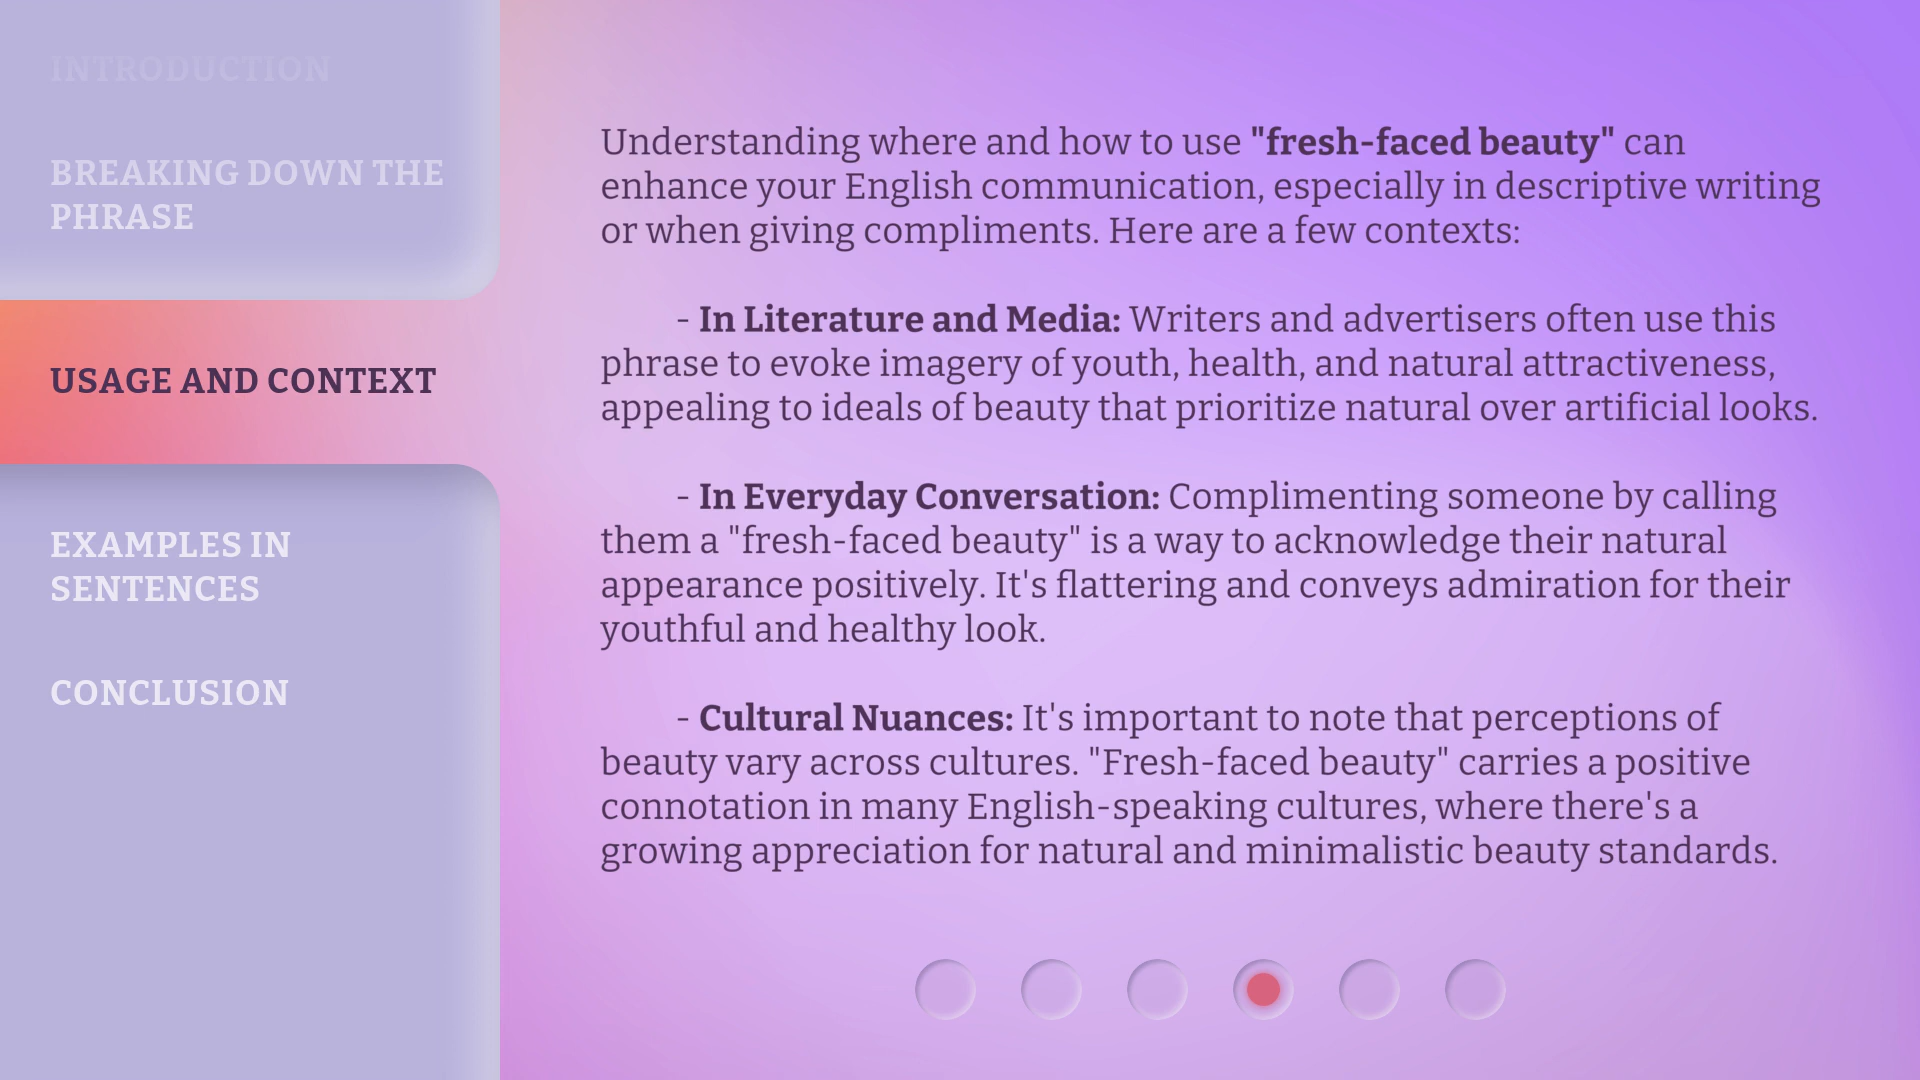 INTRODUCTION
BREAKING DOWN THE
PHRASE
USAGE AND CONTEXT
EXAMPLES IN
SENTENCES
CONCLUSION
Understanding where and how to use "fresh-faced beauty" can
enhance your English communication, especially in descriptive writing
or when giving compliments. Here are a few contexts:
- In Literature and Media: Writers and advertisers often use this
phrase to evoke imagery of youth, health, and natural attractiveness,
appealing to ideals of beauty that prioritize natural over artificial looks.
- In Everyday Conversation: Complimenting someone by calling
them a "fresh-faced beauty" is a way to acknowledge their natural
appearance positively. It's flattering and conveys admiration for their
youthful and healthy look.
- Cultural Nuances: It's important to note that perceptions of
beauty vary across cultures. "Fresh-faced beauty" carries a positive
connotation in many English-speaking cultures, where there's a
growing appreciation for natural and minimalistic beauty standards.